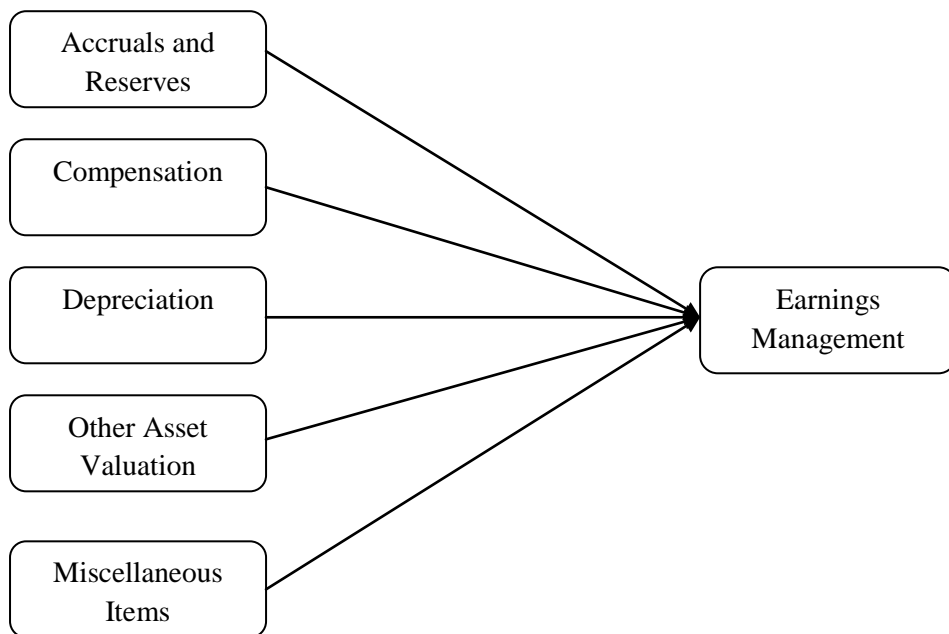 Accruals and
Reserves
Compensation
Depreciation
Other Asset
Valuation
Miscellaneous
Items
Earnings
Management